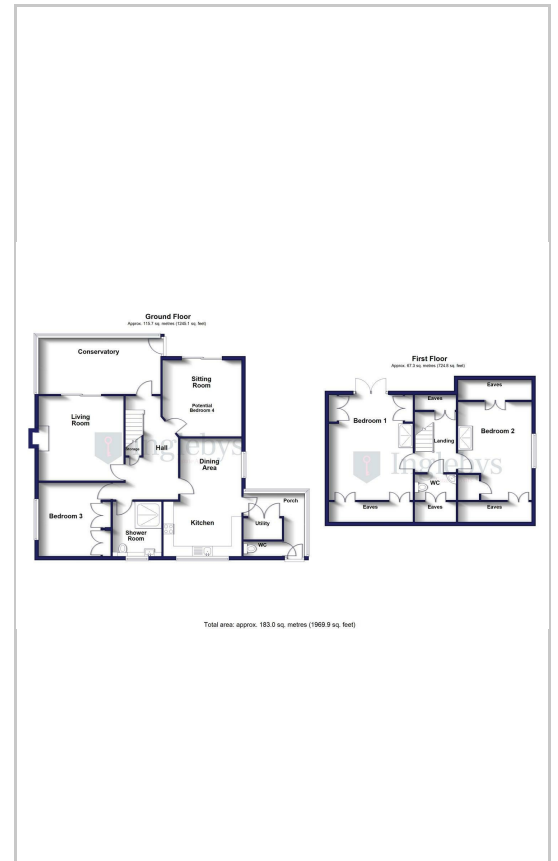 Ground Floor
Approx. 115.7 sq. metres (1245.1 sq. feet)
Conservatory
Sitting
Room
Potential
Bedroom 4
Living
Room
Storage
Hall
Dining
Area
Bedroom 3
Shower
Room
Kitchen
Porch
Utility
WC
First Floor
Approx. 67.3 sq. metres (724.8 sq. feet)
Eaves
Eaves
Bedroom 1
Landing
Bedroom 2
WC
Eaves
Eaves
Eaves
Inglebys
Inglebys
Total area: approx. 183.0 sq. metres (1969.9 sq. feet)